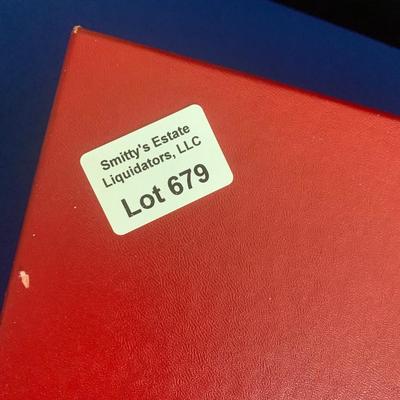 Smitty's Estate
Liquidators, LLC
Lot 679